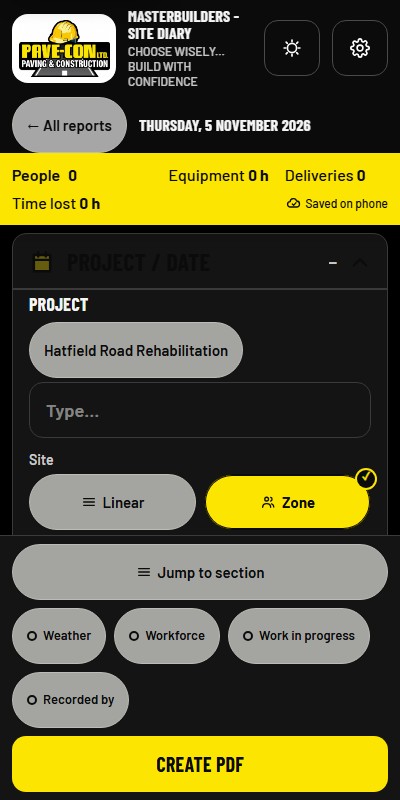 PAVE-CON LTD.
PAVING & CONSTRUCTION
MASTERBUILDERS -
SITE DIARY
CHOOSE WISELY...
BUILD WITH
CONFIDENCE
← All reports
THURSDAY, 5 NOVEMBER 2026
People 0
Equipment 0 h
Deliveries 0
Time lost 0 h
Saved on phone
PROJECT / DATE
–
PROJECT
Hatfield Road Rehabilitation
Type...
Site
Linear
Zone
Jump to section
Weather
Workforce
Work in progress
Recorded by
CREATE PDF